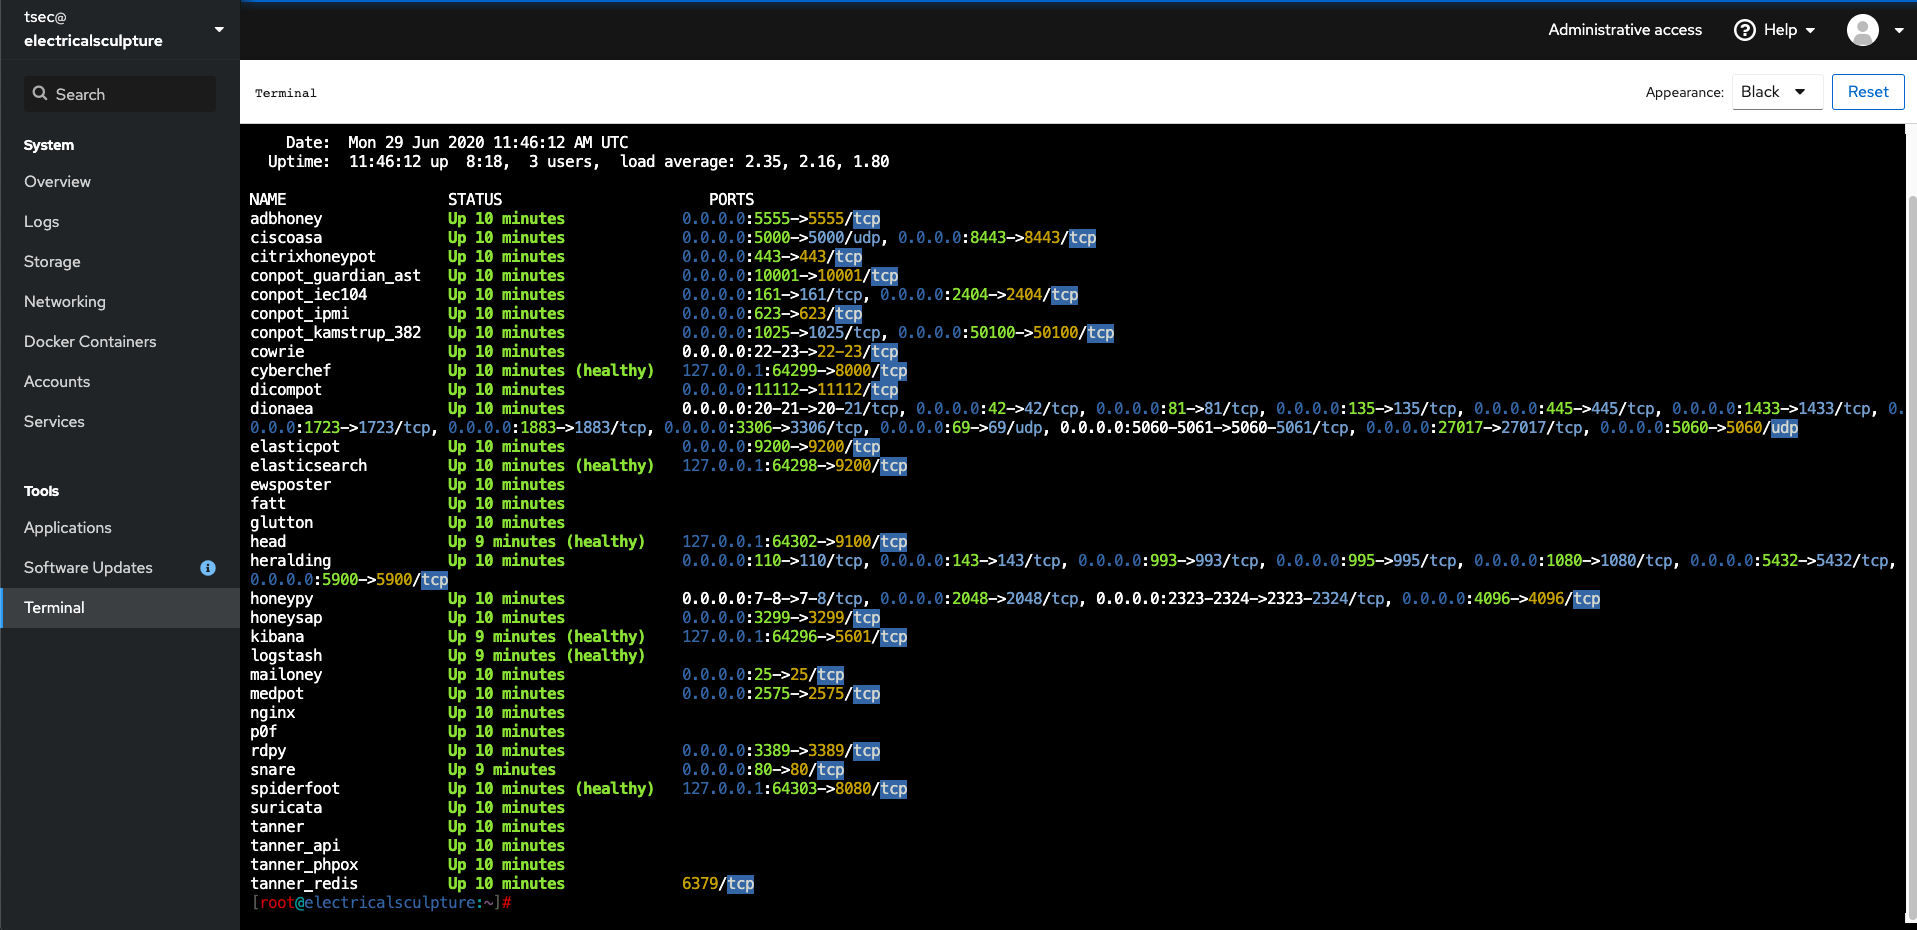 tsec@
electricalsculpture
Administrative access
Help
Search
Terminal
Appearance:
Black
Reset
System
Overview
Logs
Storage
Networking
Docker Containers
Accounts
Services
Tools
Applications
Software Updates
Terminal
Date: Mon 29 Jun 2020 11:46:12 AM UTC
Uptime: 11:46:12 up 8:18, 3 users, load average: 2.35, 2.16, 1.80
NAME STATUS PORTS
adbhoney Up 10 minutes 0.0.0.0:5555->5555/tcp
ciscoasa Up 10 minutes 0.0.0.0:5000->5000/udp, 0.0.0.0:8443->8443/tcp
citrixhoneypot Up 10 minutes 0.0.0.0:443->443/tcp
conpot_guardian_ast Up 10 minutes 0.0.0.0:10001->10001/tcp
conpot_iec104 Up 10 minutes 0.0.0.0:161->161/tcp, 0.0.0.0:2404->2404/tcp
conpot_ipmi Up 10 minutes 0.0.0.0:623->623/tcp
conpot_kamstrup_382 Up 10 minutes 0.0.0.0:1025->1025/tcp, 0.0.0.0:50100->50100/tcp
cowrie Up 10 minutes 0.0.0.0:22-23->22-23/tcp
cyberchef Up 10 minutes (healthy) 127.0.0.1:64299->8000/tcp
dicompot Up 10 minutes 0.0.0.0:11112->11112/tcp
dionaea Up 10 minutes 0.0.0.0:20-21->20-21/tcp, 0.0.0.0:42->42/tcp, 0.0.0.0:81->81/tcp, 0.0.0.0:135->135/tcp, 0.0.0.0:445->445/tcp, 0.0.0.0:1433->1433/tcp, 0.
0.0.0:1723->1723/tcp, 0.0.0.0:1883->1883/tcp, 0.0.0.0:3306->3306/tcp, 0.0.0.0:69->69/udp, 0.0.0.0:5060-5061->5060-5061/tcp, 0.0.0.0:27017->27017/tcp, 0.0.0.0:5060->5060/udp
elasticpot Up 10 minutes 0.0.0.0:9200->9200/tcp
elasticsearch Up 10 minutes (healthy) 127.0.0.1:64298->9200/tcp
ewsposter Up 10 minutes
fatt Up 10 minutes
glutton Up 10 minutes
head Up 9 minutes (healthy) 127.0.0.1:64302->9100/tcp
heralding Up 10 minutes 0.0.0.0:110->110/tcp, 0.0.0.0:143->143/tcp, 0.0.0.0:993->993/tcp, 0.0.0.0:995->995/tcp, 0.0.0.0:1080->1080/tcp, 0.0.0.0:5432->5432/tcp,
0.0.0.0:5900->5900/tcp
honeypy Up 10 minutes 0.0.0.0:7-8->7-8/tcp, 0.0.0.0:2048->2048/tcp, 0.0.0.0:2323-2324->2323-2324/tcp, 0.0.0.0:4096->4096/tcp
honeysap Up 10 minutes 0.0.0.0:3299->3299/tcp
kibana Up 9 minutes (healthy) 127.0.0.1:64296->5601/tcp
logstash Up 9 minutes (healthy)
mailoney Up 10 minutes 0.0.0.0:25->25/tcp
medpot Up 10 minutes 0.0.0.0:2575->2575/tcp
nginx Up 10 minutes
p0f Up 10 minutes
rdpy Up 10 minutes 0.0.0.0:3389->3389/tcp
snare Up 9 minutes 0.0.0.0:80->80/tcp
spiderfoot Up 10 minutes (healthy) 127.0.0.1:64303->8080/tcp
suricata Up 10 minutes
tanner Up 10 minutes
tanner_api Up 10 minutes
tanner_phpox Up 10 minutes
tanner_redis Up 10 minutes 6379/tcp
[root@electricalsculpture:~]#